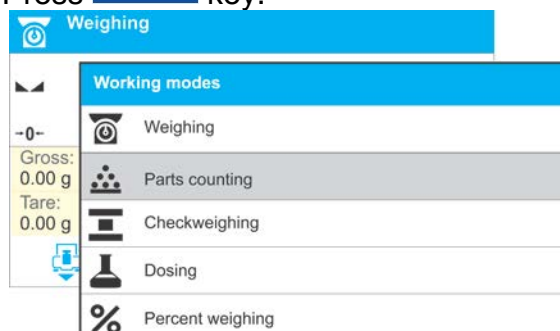 Press key.
Weighing
Working modes
Weighing
→0←
Gross:
0.00 g
Parts counting
Tare:
0.00 g
Checkweighing
Dosing
% Percent weighing